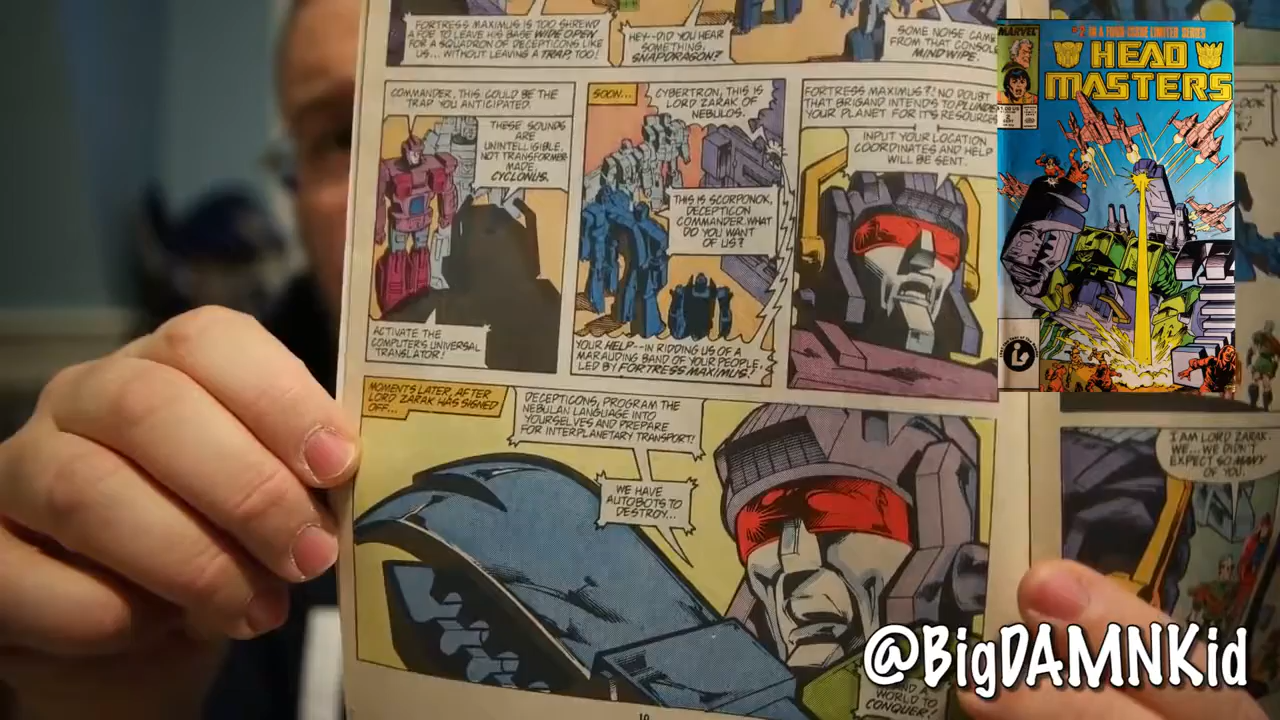 FORTRESS MAXIMUS IS TOO SHREWD
A FOE TO LEAVE HIS BASE WIDE OPEN
FOR A SQUADRON OF DECEPTICONS LIKE
US... WITHOUT LEAVING A TRAP, TOO!
HEY--DID YOU HEAR
SOMETHING,
SNAPDRAGON?
SOME NOISE CAME
FROM THAT CONSOLE
MINDWIPE.
COMMANDER, THIS COULD BE THE
TRAP YOU ANTICIPATED.
THESE SOUNDS
ARE
UNINTELLIGIBLE,
NOT TRANSFORMER-
MADE,
CYCLONUS.
ACTIVATE THE
COMPUTER'S UNIVERSAL
TRANSLATOR!
SOON...
CYBERTRON, THIS IS
LORD ZARAK OF
NEBULOS.
THIS IS SCORPONOK,
DECEPTICON
COMMANDER. WHAT
DO YOU WANT
OF US?
YOUR HELP--IN RIDDING US OF A
MARAUDING BAND OF YOUR PEOPLE,
LED BY FORTRESS MAXIMUS!
FORTRESS MAXIMUS?! NO DOUBT
THAT BRIGAND INTENDS TO
YOUR PLANET FOR ITS RESOURCES
INPUT YOUR LOCATION
COORDINATES AND HELP
WILL BE SENT.
MOMENTS LATER, AFTER
LORD ZARAK HAS SIGNED
OFF...
DECEPTICONS, PROGRAM THE
NEBULAN LANGUAGE INTO
YOURSELVES AND PREPARE
FOR INTERPLANETARY TRANSPORT!
WE HAVE
AUTOBOTS TO
DESTROY...
WORLD TO
CONQUER!
10
I AM LORD ZARAK.
WE... WE DIDN'T
EXPECT SO MANY
OF YOU.
MARVEL
#2 IN A FOUR-ISSUE LIMITED SERIES
HEAD
MASTERS
@BigDAMNKid